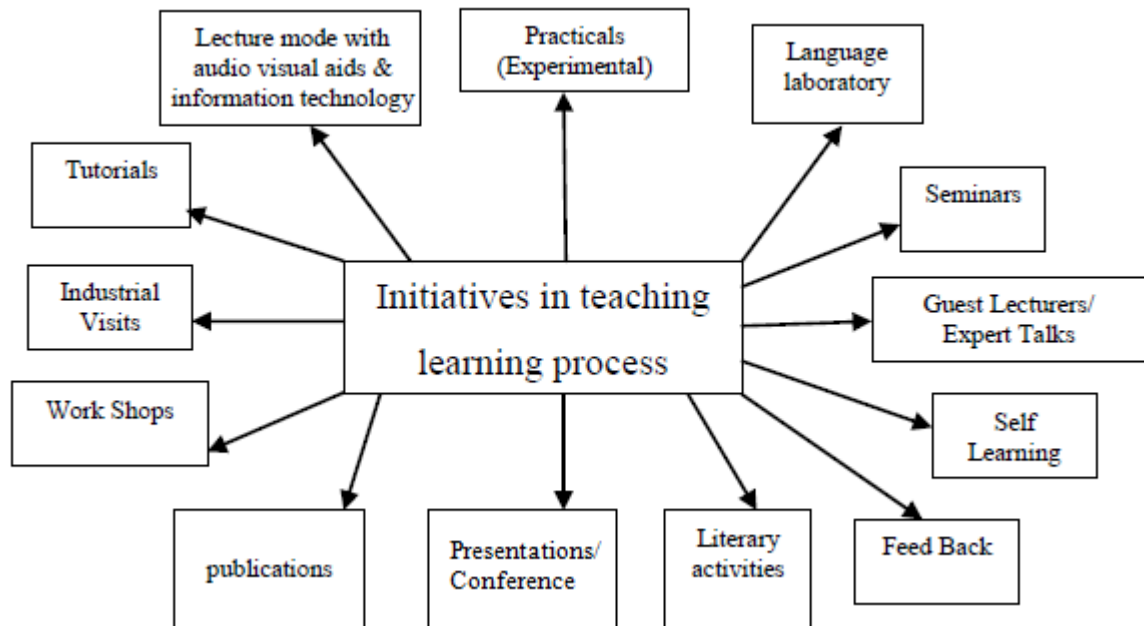 Lecture mode with
audio visual aids &
information technology
Practicals
(Experimental)
Language
laboratory
Tutorials
Seminars
Industrial
Visits
Initiatives in teaching
learning process
Guest Lecturers/
Expert Talks
Work Shops
Self
Learning
publications
Presentations/
Conference
Literary
activities
Feed Back